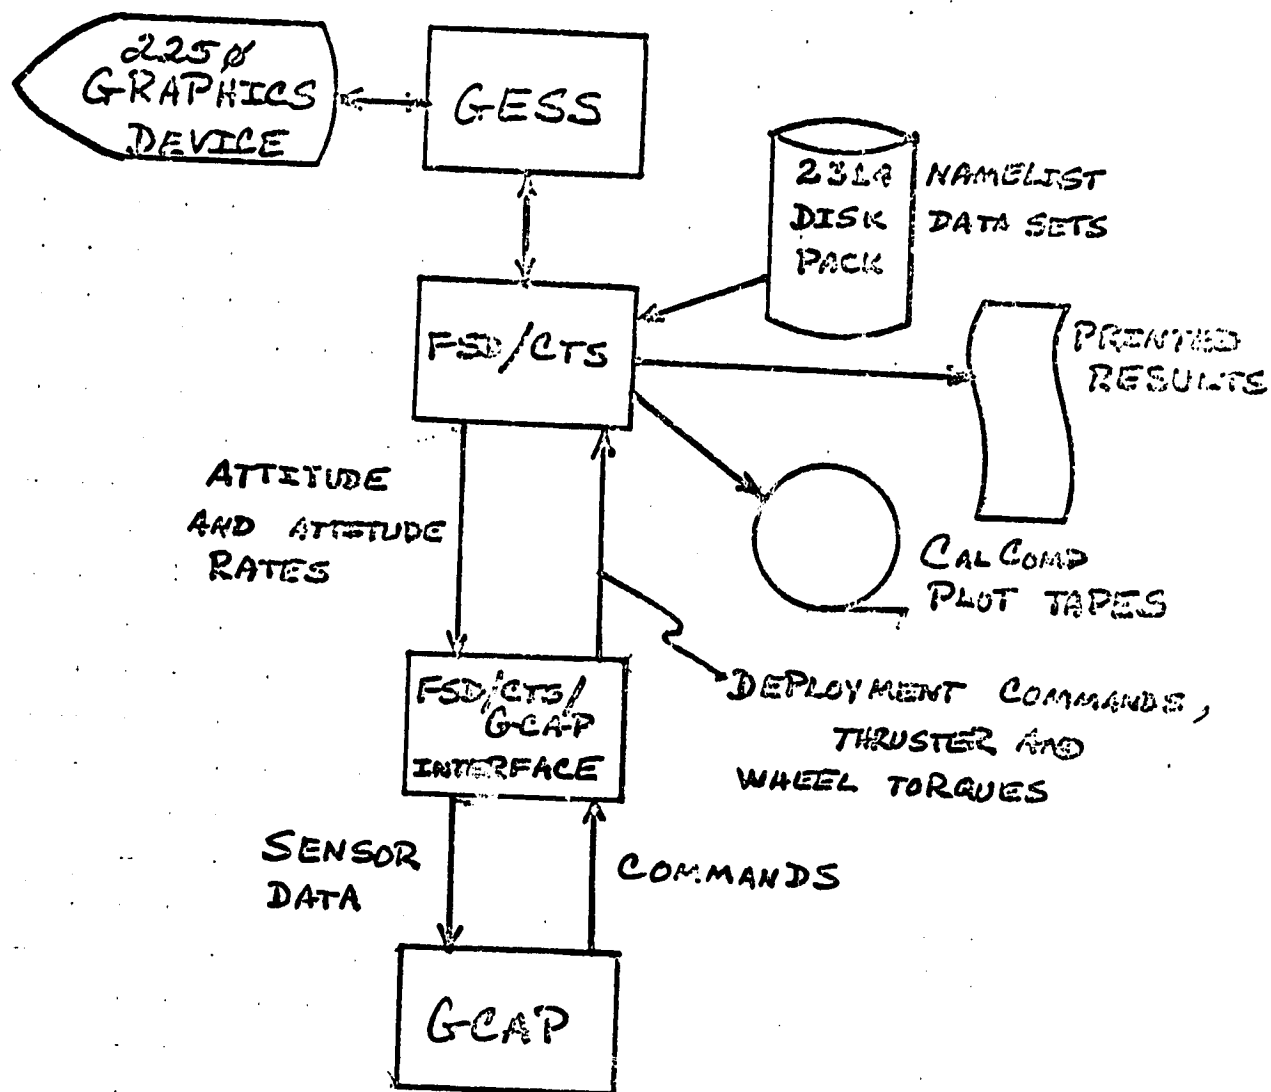 2250
GRAPHICS
DEVICE
GESS
2314
DISK
PACK
NAMELIST
DATA SETS
FSD/CTS
PRINTED
RESULTS
ATTITUDE
AND ATTITUDE
RATES
CALCOMP
PLOT TAPES
FSD/CTS/
GCAP
INTERFACE
DEPLOYMENT COMMANDS,
THRUSTER AND
WHEEL TORQUES
SENSOR
DATA
COMMANDS
GCAP